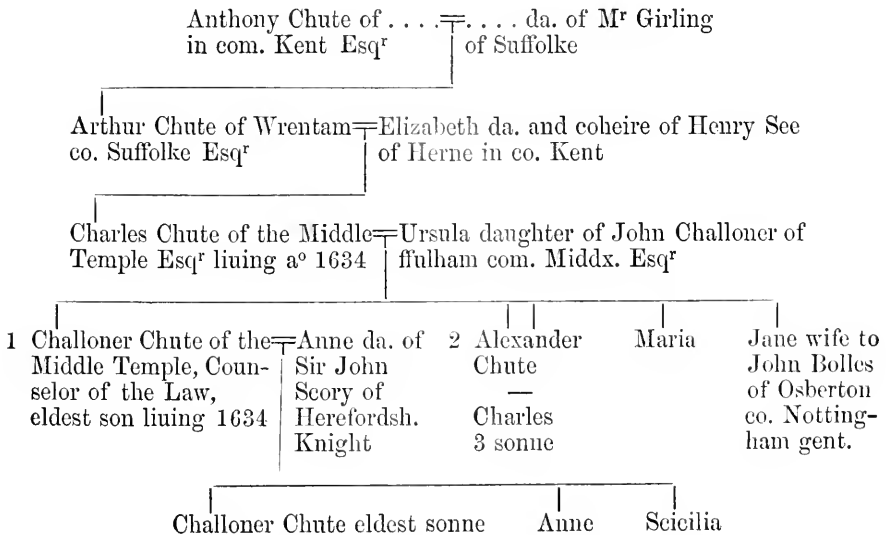 Anthony Chute of . . . . . . . . da. of Mʳ Girling
in com. Kent Esqʳ of Suffolke
Arthur Chute of Wrentam Elizabeth da. and coheire of Henry See
co. Suffolke Esqʳ of Herne in co. Kent
Charles Chute of the Middle Ursula daughter of John Challoner of
Temple Esqʳ liuing aº 1634 ffulham com. Middx. Esqʳ
1 Challoner Chute of the
Middle Temple, Coun-
selor of the Law,
eldest son liuing 1634
Anne da. of
Sir John
Scory of
Herefordsh.
Knight
2 Alexander
Chute
—
Charles
3 sonne
Maria
Jane wife to
John Bolles
of Osberton
co. Notting-
ham gent.
Challoner Chute eldest sonne Anne Scicilia